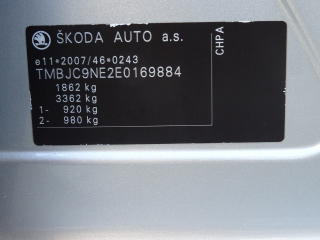 ŠKODA AUTO a.s.
e11*2007/46*0243
TMBJC9NE2E0169884
1862 kg
3362 kg
1- 920 kg
2- 980 kg
CHPA